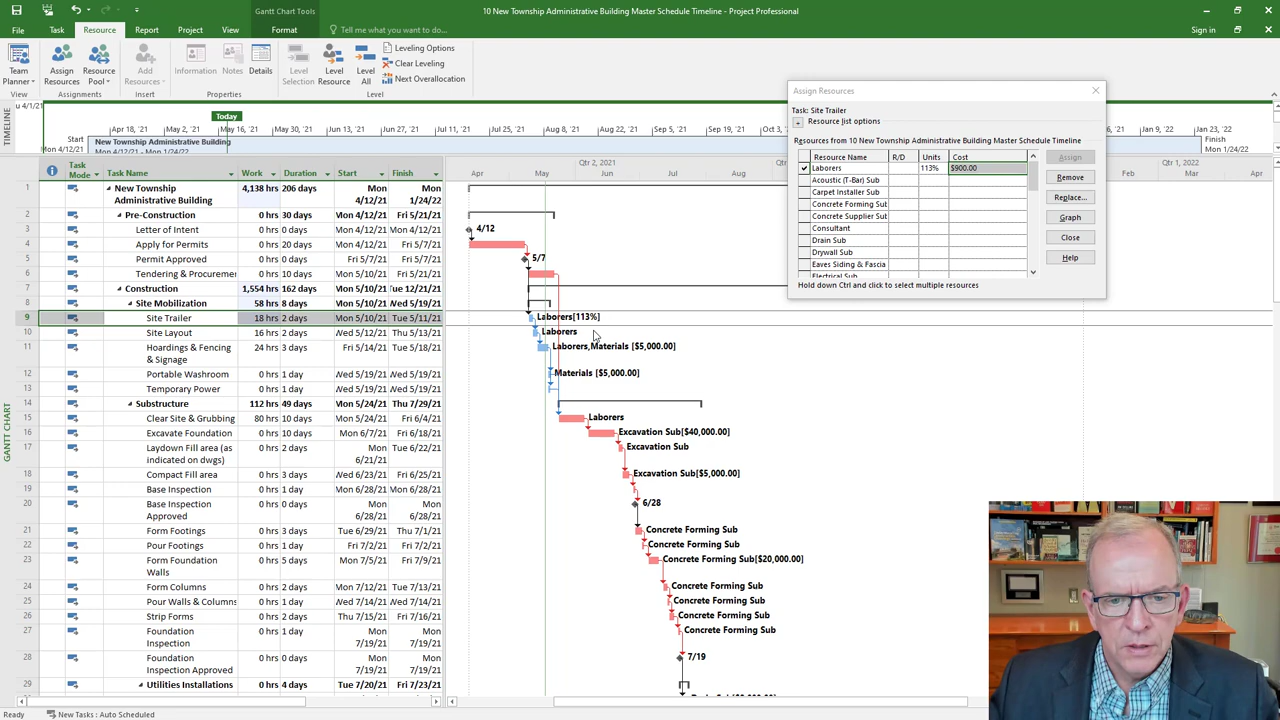 Gantt Chart Tools
10 New Township Administrative Building Master Schedule Timeline - Project Professional
File Task Resource Report Project View Format Tell me what you want to do... Sign in
Team Planner
Assign Resources
Resource Pool
Add Resources
Information
Notes
Details
Level Selection
Level Resource
Level All
Leveling Options
Clear Leveling
Next Overallocation
View Assignments Insert Properties Level
TIMELINE
u 4/1/21
Today
Apr 18, '21 May 2, '21 May 16, '21 May 30, '21 Jun 13, '21 Jun 27, '21 Jul 11, '21 Jul 25, '21 Aug 8, '21 Aug 22, '21 Sep 5, '21 Sep 19, '21 Oct 3, '21 Jan 9, '22 Jan 23, '22
Start
Mon 4/12/21
New Township Administrative Building
Mon 4/12/21 - Mon 1/24/22
Finish
Mon 1/24/22
Assign Resources
Task: Site Trailer
+ Resource list options
Resources from 10 New Township Administrative Building Master Schedule Timeline
Resource Name R/D Units Cost
Laborers 113% $900.00
Acoustic (T-Bar) Sub
Carpet Installer Sub
Concrete Forming Sub
Concrete Supplier Sub
Consultant
Drain Sub
Drywall Sub
Eaves Siding & Fascia
Electrical Sub
Assign
Remove
Replace...
Graph
Close
Help
Hold down Ctrl and click to select multiple resources
GANTT CHART
Task Mode Task Name Work Duration Start Finish
Qtr 2, 2021 Qtr 3, 2021 Qtr 1, 2022
Apr May Jun Jul Aug Feb Mar
1 New Township Administrative Building 4,138 hrs 206 days Mon 4/12/21 Mon 1/24/22
2 Pre-Construction 0 hrs 30 days Mon 4/12/21 Fri 5/21/21
3 Letter of Intent 0 hrs 0 days Mon 4/12/21 Mon 4/12/21 4/12
4 Apply for Permits 0 hrs 20 days Mon 4/12/21 Fri 5/7/21
5 Permit Approved 0 hrs 0 days Fri 5/7/21 Fri 5/7/21 5/7
6 Tendering & Procuremen 0 hrs 10 days Mon 5/10/21 Fri 5/21/21
7 Construction 1,554 hrs 162 days Mon 5/10/21
8 Site Mobilization 58 hrs 8 days Mon 5/10/21 Wed 5/19/21
9 Site Trailer 18 hrs 2 days Mon 5/10/21 Tue 5/11/21 Laborers[113%]
10 Site Layout 16 hrs 2 days Wed 5/12/21 Thu 5/13/21 Laborers
11 Hoardings & Fencing & Signage 24 hrs 3 days Fri 5/14/21 Tue 5/18/21 Laborers,Materials [$5,000.00]
12 Portable Washroom 0 hrs 1 day Wed 5/19/21 Wed 5/19/21 Materials [$5,000.00]
13 Temporary Power 0 hrs 1 day Wed 5/19/21 Wed 5/19/21
14 Substructure 112 hrs 49 days Mon 5/24/21 Thu 7/29/21
15 Clear Site & Grubbing 80 hrs 10 days Mon 5/24/21 Fri 6/4/21 Laborers
16 Excavate Foundation 0 hrs 10 days Mon 6/7/21 Fri 6/18/21 Excavation Sub[$40,000.00]
17 Laydown Fill area (as indicated on dwgs) 0 hrs 2 days Mon 6/21/21 Tue 6/22/21 Excavation Sub
18 Compact Fill area 0 hrs 3 days Wed 6/23/21 Fri 6/25/21 Excavation Sub[$5,000.00]
19 Base Inspection 0 hrs 1 day Mon 6/28/21 Mon 6/28/21
20 Base Inspection Approved 0 hrs 0 days Mon 6/28/21 Mon 6/28/21 6/28
21 Form Footings 0 hrs 3 days Tue 6/29/21 Thu 7/1/21 Concrete Forming Sub
22 Pour Footings 0 hrs 1 day Fri 7/2/21 Fri 7/2/21 Concrete Forming Sub
23 Form Foundation Walls 0 hrs 5 days Mon 7/5/21 Fri 7/9/21 Concrete Forming Sub[$20,000.00]
24 Form Columns 0 hrs 2 days Mon 7/12/21 Tue 7/13/21 Concrete Forming Sub
25 Pour Walls & Columns 0 hrs 1 day Wed 7/14/21 Wed 7/14/21 Concrete Forming Sub
26 Strip Forms 0 hrs 2 days Thu 7/15/21 Fri 7/16/21 Concrete Forming Sub
27 Foundation Inspection 0 hrs 1 day Mon 7/19/21 Mon 7/19/21 Concrete Forming Sub
28 Foundation Inspection Approved 0 hrs 0 days Mon 7/19/21 Mon 7/19/21 7/19
29 Utilities Installations 0 hrs 4 days Tue 7/20/21 Fri 7/23/21
Ready New Tasks : Auto Scheduled